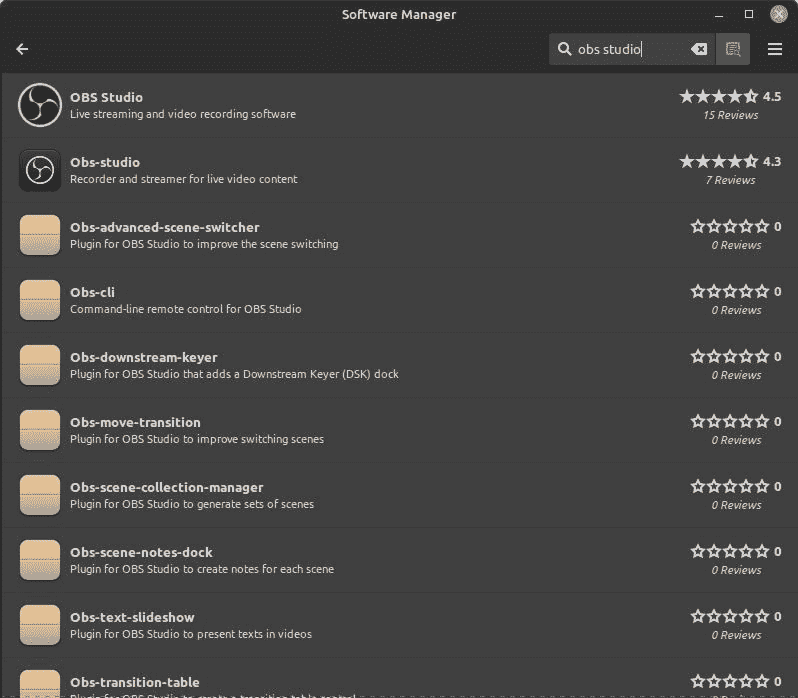 Software Manager
obs studio
OBS Studio
4.5
Live streaming and video recording software
15 Reviews
Obs-studio
4.3
Recorder and streamer for live video content
7 Reviews
Obs-advanced-scene-switcher
0
Plugin for OBS Studio to improve the scene switching
0 Reviews
Obs-cli
0
Command-line remote control for OBS Studio
0 Reviews
Obs-downstream-keyer
0
Plugin for OBS Studio that adds a Downstream Keyer (DSK) dock
0 Reviews
Obs-move-transition
0
Plugin for OBS Studio to improve switching scenes
0 Reviews
Obs-scene-collection-manager
0
Plugin for OBS Studio to generate sets of scenes
0 Reviews
Obs-scene-notes-dock
0
Plugin for OBS Studio to create notes for each scene
0 Reviews
Obs-text-slideshow
0
Plugin for OBS Studio to present texts in videos
0 Reviews
Obs-transition-table
0